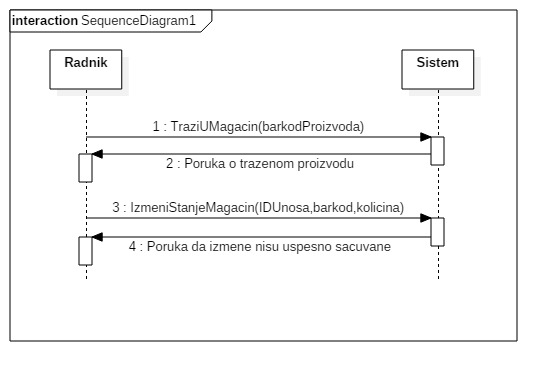 interaction SequenceDiagram1
Radnik
Sistem
1 : TraziUMagacin(barkodProizvoda)
2 : Poruka o trazenom proizvodu
3 : IzmeniStanjeMagacin(IDUnosa,barkod,kolicina)
4 : Poruka da izmene nisu uspesno sacuvane